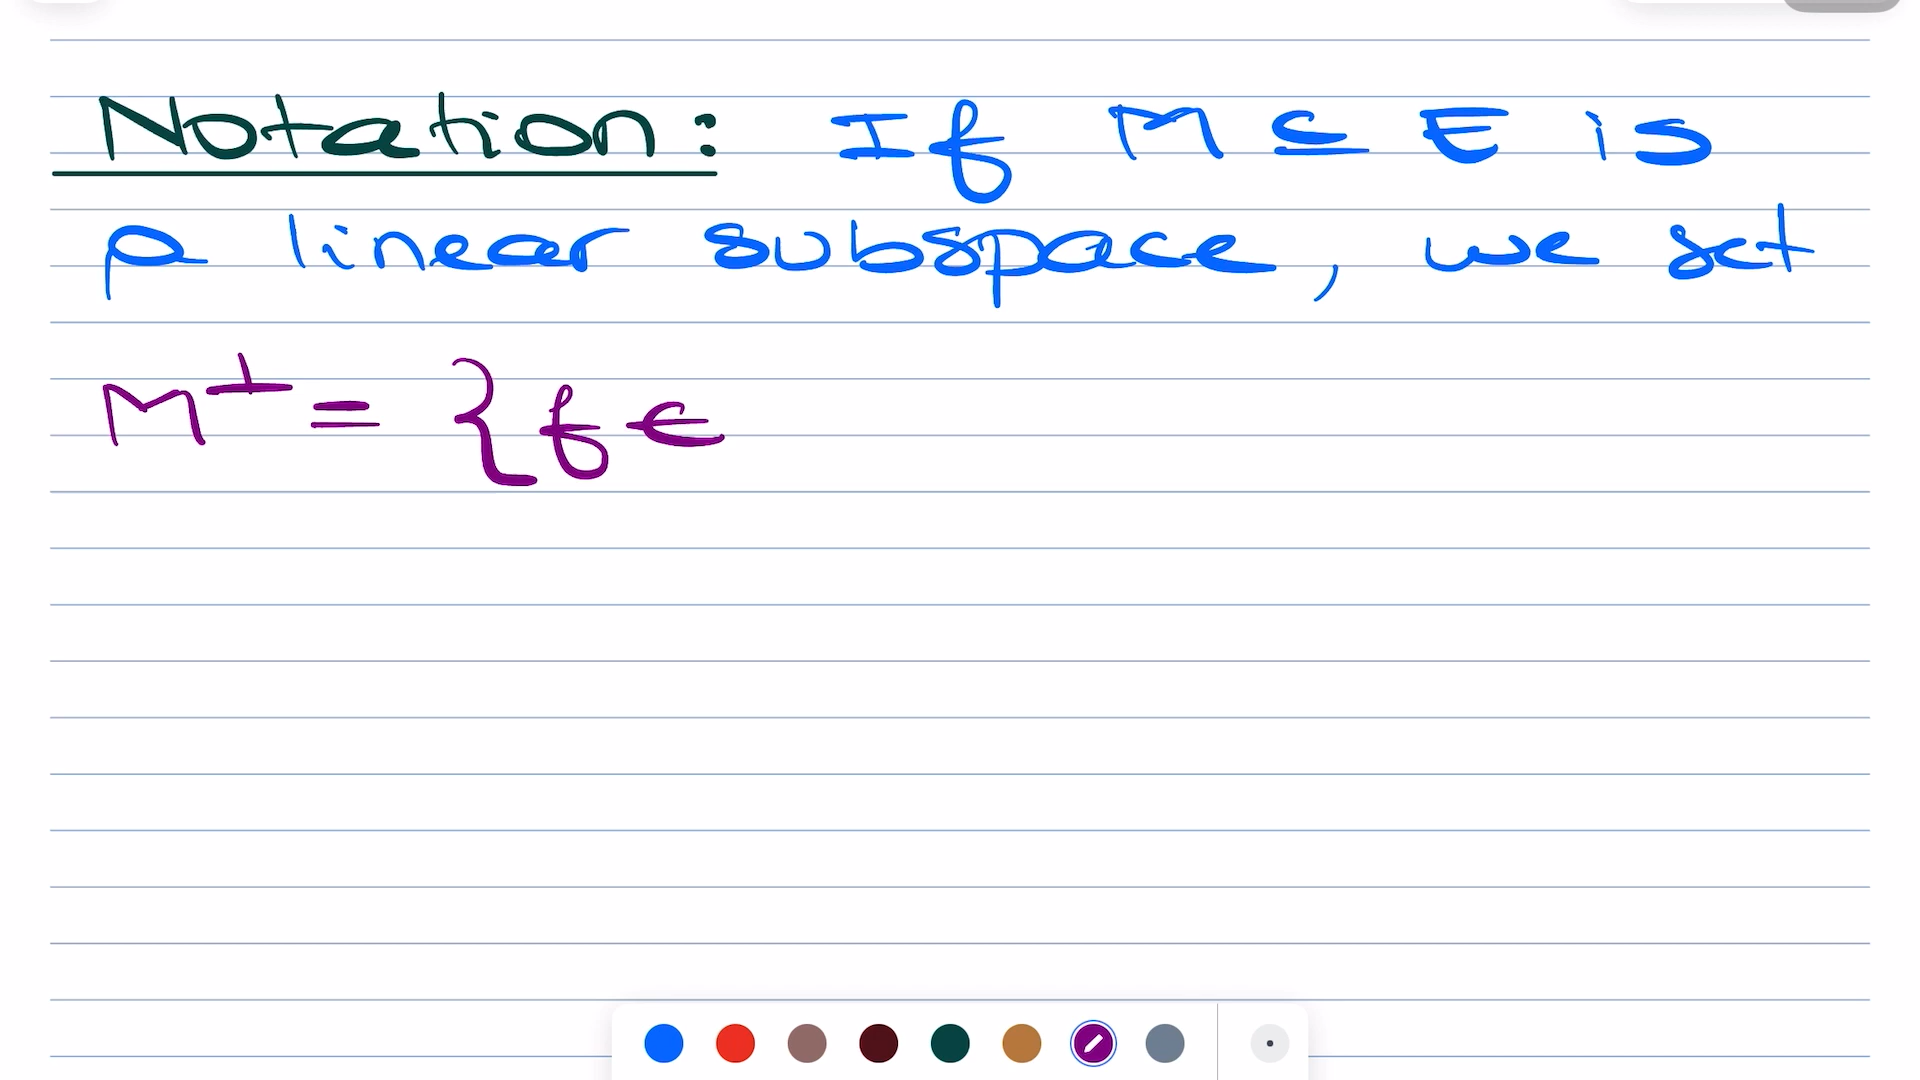 Notation: If M ⊆ E is
a linear subspace, we set
M⊥ = {f ∈